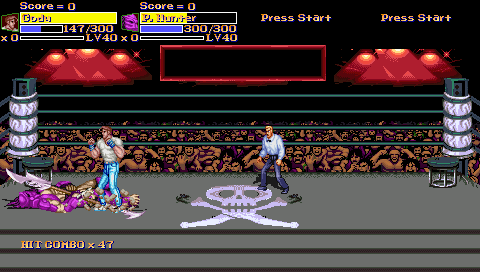 Score = 0
Cody
147/300
x 0
LV40
Score = 0
P. Hunter
300/300
x 0
LV40
Press Start
Press Start
HIT COMBO x 47